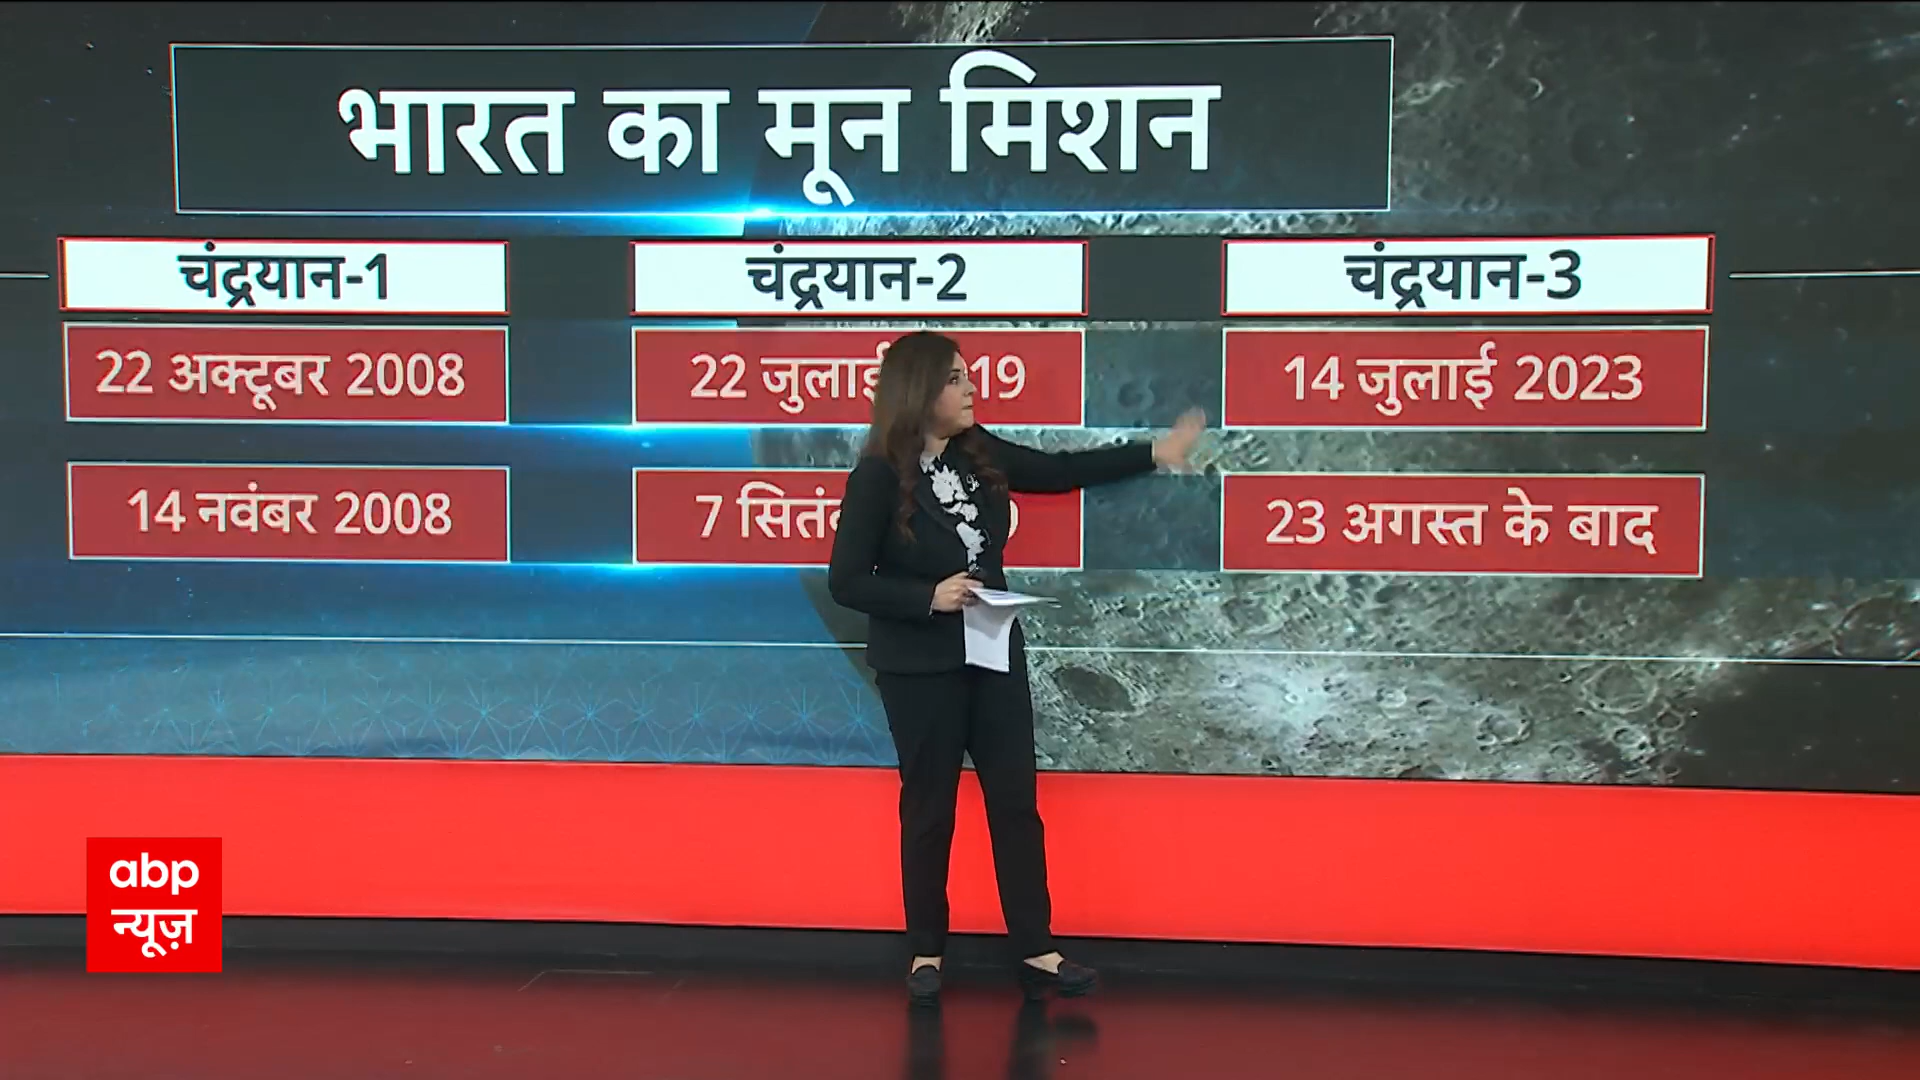 भारत का मून मिशन
चंद्रयान-1
चंद्रयान-2
चंद्रयान-3
22 अक्टूबर 2008
22 जुलाई 19
14 जुलाई 2023
14 नवंबर 2008
7
23 अगस्त के बाद
abp
न्यूज़